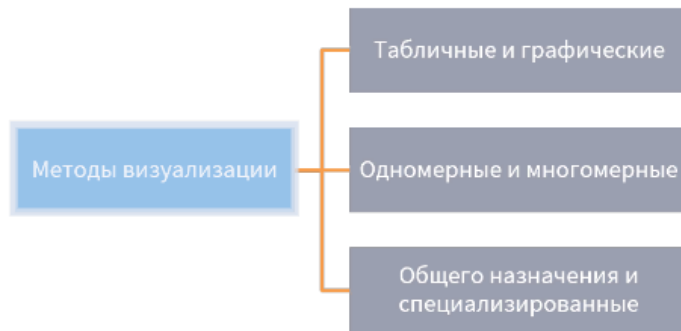 Табличные и графические
Методы визуализации
Одномерные и многомерные
Общего назначения и
специализированные